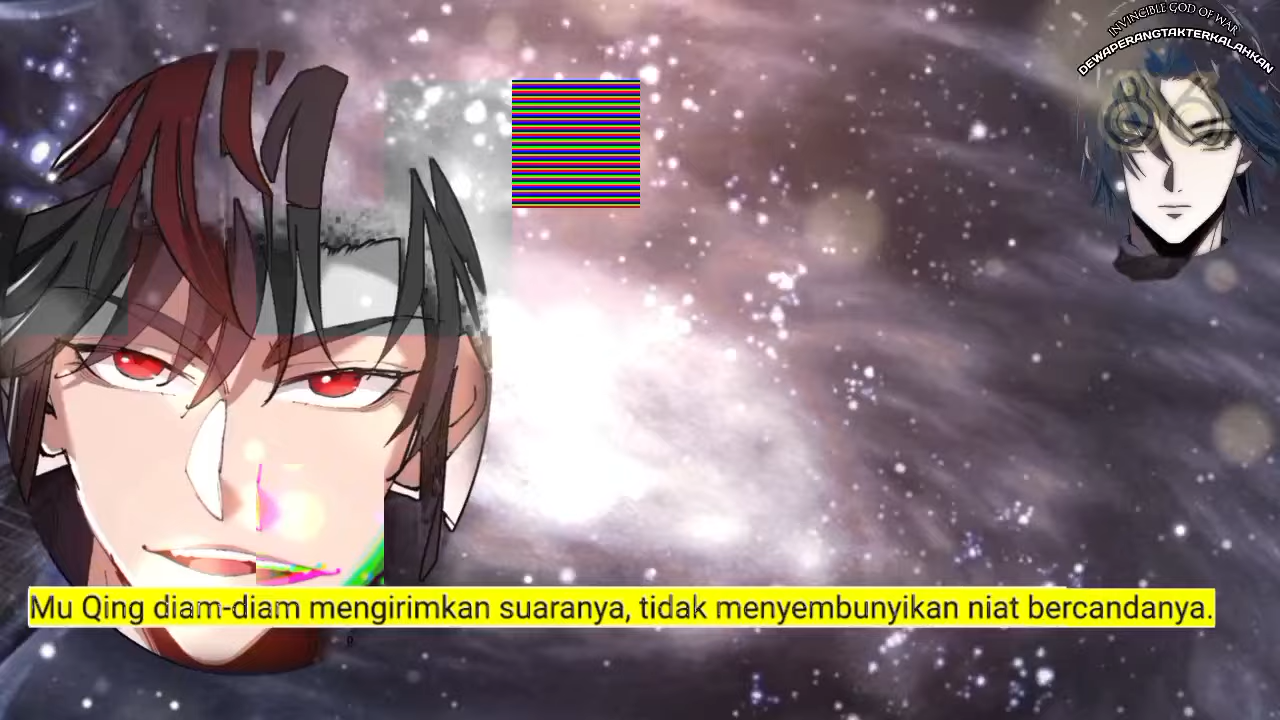 INVINCIBLE GOD OF WAR
DEWAPERANGTAKTERKALAHKAN
Mu Qing diam-diam mengirimkan suaranya, tidak menyembunyikan niat bercandanya.